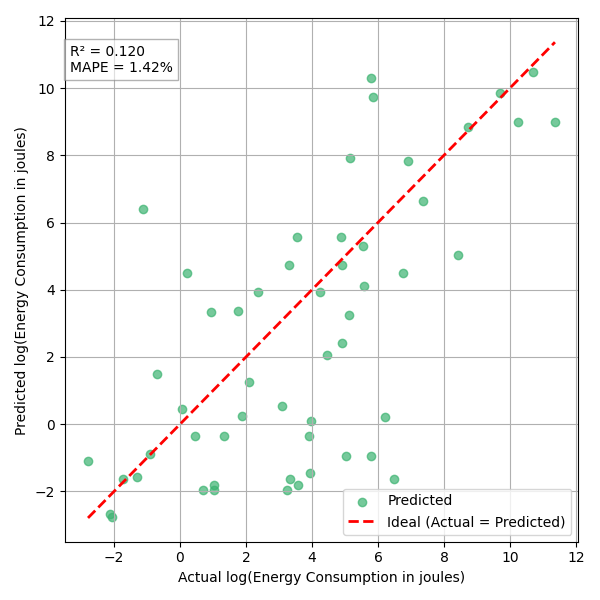 R² = 0.120
MAPE = 1.42%
Predicted log(Energy Consumption in joules)
12
10
8
6
4
2
0
−2
−2 0 2 4 6 8 10 12
Actual log(Energy Consumption in joules)
Predicted
Ideal (Actual = Predicted)